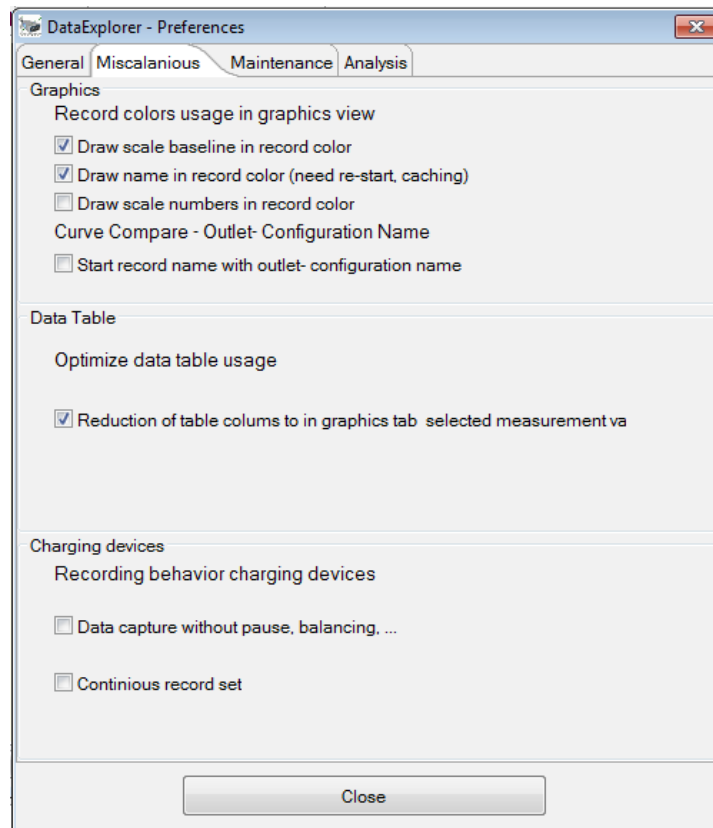 DataExplorer - Preferences
General Miscalanious Maintenance Analysis
Graphics
Record colors usage in graphics view
Draw scale baseline in record color
Draw name in record color (need re-start, caching)
Draw scale numbers in record color
Curve Compare - Outlet- Configuration Name
Start record name with outlet- configuration name
Data Table
Optimize data table usage
Reduction of table colums to in graphics tab  selected measurement va
Charging devices
Recording behavior charging devices
Data capture without pause, balancing, ...
Continious record set
Close